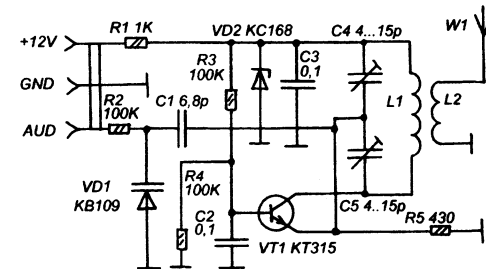 R1 1K
VD2 KC168
C4 4...15p
W1
+12V
R3
100K
C3
0,1
GND
R2
100K
C1 6,8p
L1
L2
AUD
VD1
KB109
R4
100K
C2
0,1
C5 4..15p
R5 430
VT1 KT315